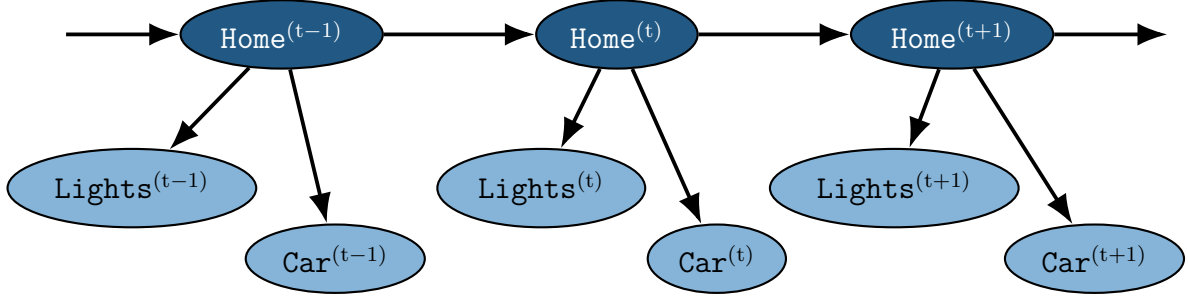 Home(t−1) Home(t) Home(t+1)
Lights(t−1) Lights(t) Lights(t+1)
Car(t−1) Car(t) Car(t+1)